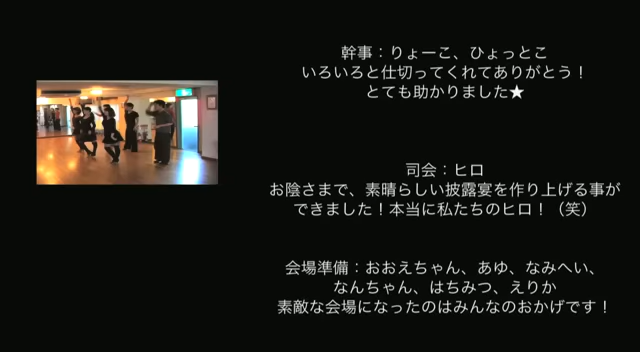 幹事：りょーこ、ひょっとこ
いろいろと仕切ってくれてありがとう！
とても助かりました★
司会：ヒロ
お陰さまで、素晴らしい披露宴を作り上げる事が
できました！本当に私たちのヒロ！（笑）
会場準備：おおえちゃん、あゆ、なみへい、
なんちゃん、はちみつ、えりか
素敵な会場になったのはみんなのおかげです！